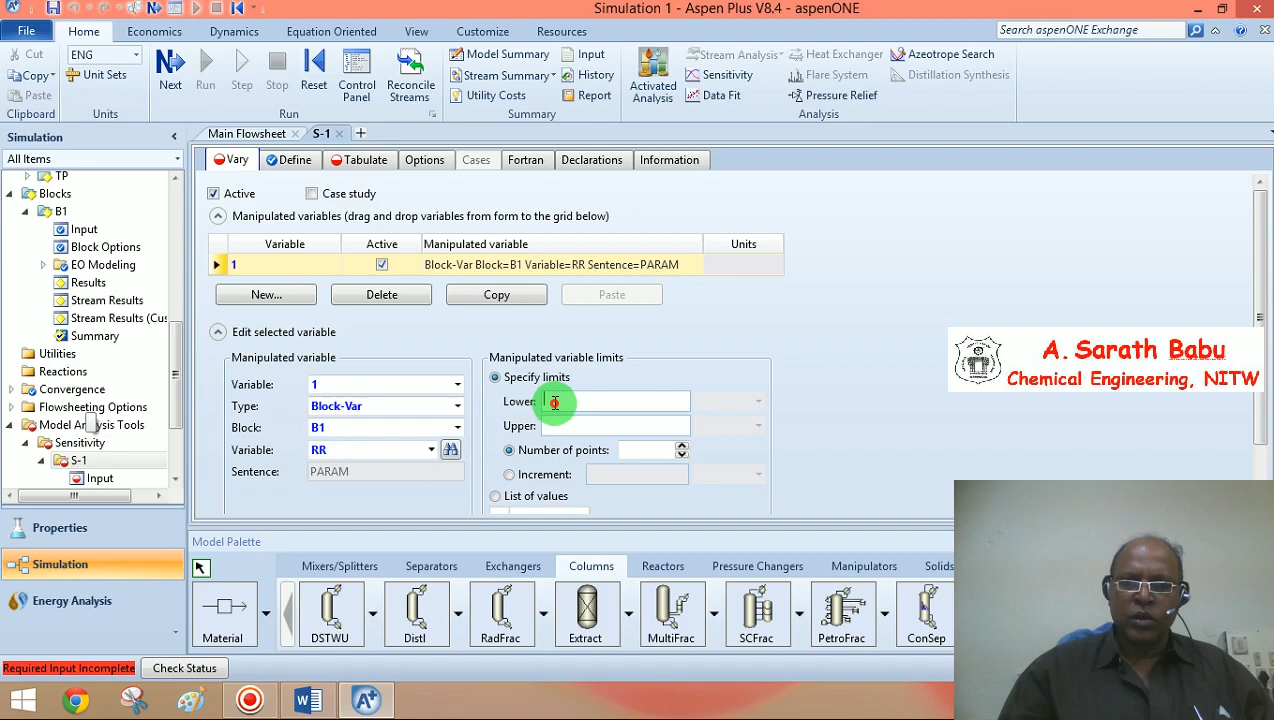 Simulation 1 - Aspen Plus V8.4 - aspenONE
File Home Economics Dynamics Equation Oriented View Customize Resources
Search aspenONE Exchange
Cut
Copy
Paste
Clipboard
ENG
Unit Sets
Units
Next Run Step Stop Reset Control Panel Reconcile Streams
Run
Model Summary Input
Stream Summary History
Utility Costs Report
Summary
Activated Analysis
Stream Analysis Heat Exchanger Azeotrope Search
Sensitivity Flare System Distillation Synthesis
Data Fit Pressure Relief
Analysis
Simulation
All Items
TP
Blocks
B1
Input
Block Options
EO Modeling
Results
Stream Results
Stream Results (Cus
Summary
Utilities
Reactions
Convergence
Flowsheeting Options
Model Analysis Tools
Sensitivity
S-1
Input
Properties
Simulation
Energy Analysis
Main Flowsheet S-1
Vary Define Tabulate Options Cases Fortran Declarations Information
Active Case study
Manipulated variables (drag and drop variables from form to the grid below)
Variable Active Manipulated variable Units
1 Block-Var Block=B1 Variable=RR Sentence=PARAM
New... Delete Copy Paste
Edit selected variable
Manipulated variable
Variable: 1
Type: Block-Var
Block: B1
Variable: RR
Sentence: PARAM
Manipulated variable limits
Specify limits
Lower:
Upper:
Number of points:
Increment:
List of values
A. Sarath Babu
Chemical Engineering, NITW
Model Palette
Mixers/Splitters Separators Exchangers Columns Reactors Pressure Changers Manipulators Solids
Material DSTWU Distl RadFrac Extract MultiFrac SCFrac PetroFrac ConSep
Required Input Incomplete Check Status